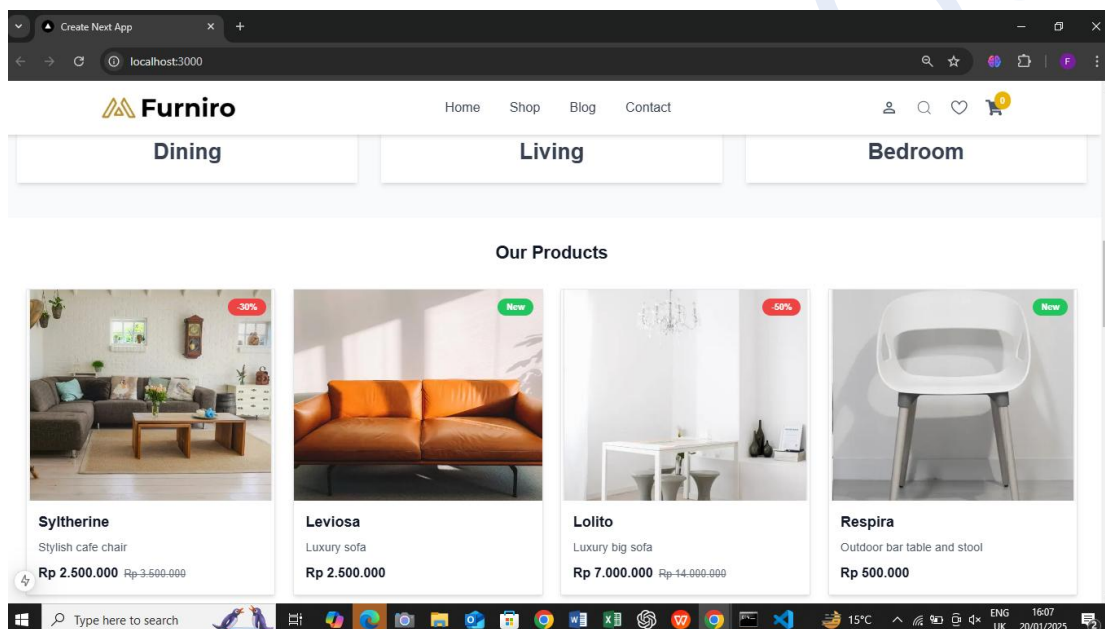 Create Next App
localhost:3000
F
Furniro
Home Shop Blog Contact
0
Dining Living Bedroom
Our Products
-30% New -50% New
Syltherine Leviosa Lolito Respira
Stylish cafe chair Luxury sofa Luxury big sofa Outdoor bar table and stool
Rp 2.500.000 Rp 3.500.000 Rp 2.500.000 Rp 7.000.000 Rp 14.000.000 Rp 500.000
Type here to search
15°C
ENG 16:07
UK 20/01/2025
2